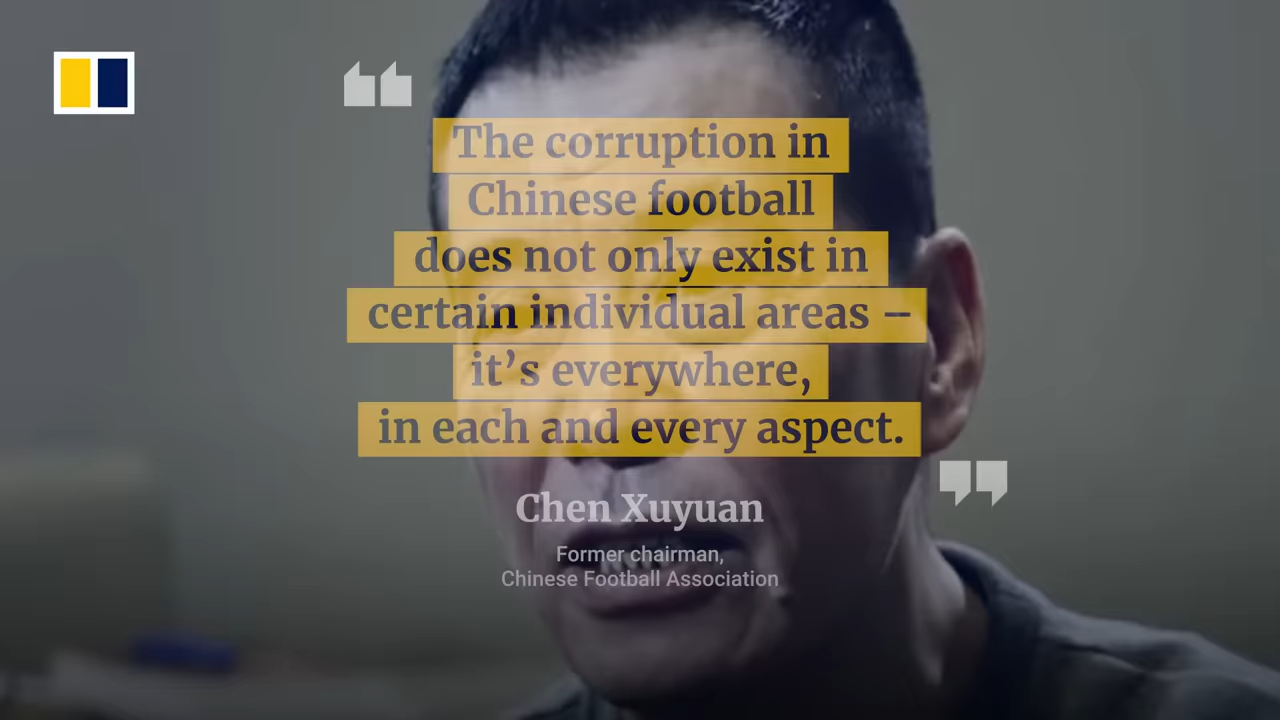 “
The corruption in
Chinese football
does not only exist in
certain individual areas –
it’s everywhere,
in each and every aspect.
”
Chen Xuyuan
Former chairman,
Chinese Football Association